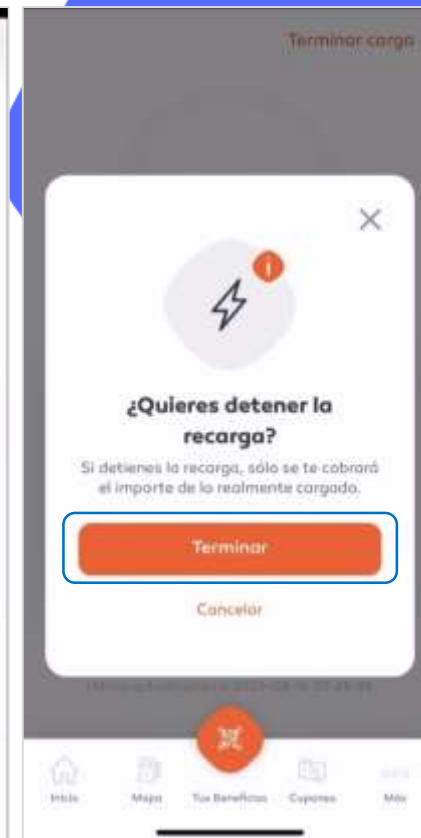 Terminar carga
i
¿Quieres detener la
recarga?
Si detienes la recarga, sólo se te cobrará
el importe de lo realmente cargado.
Terminar
Cancelar
Inicio Mapa Tus Beneficios Cupones Más